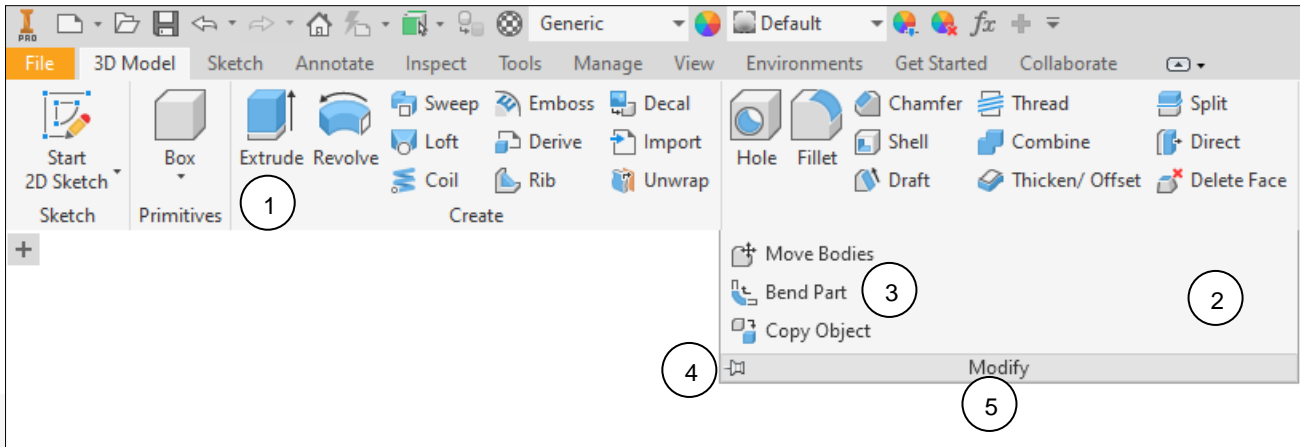 I PRO Generic Default fx
File 3D Model Sketch Annotate Inspect Tools Manage View Environments Get Started Collaborate
Start
2D Sketch
Sketch
Box
Primitives
Extrude Revolve
Sweep Emboss Decal
Loft Derive Import
Coil Rib Unwrap
1
Create
Hole Fillet
Chamfer Thread Split
Shell Combine Direct
Draft Thicken/ Offset Delete Face
Move Bodies
Bend Part 3 2
Copy Object
4 Modify
5